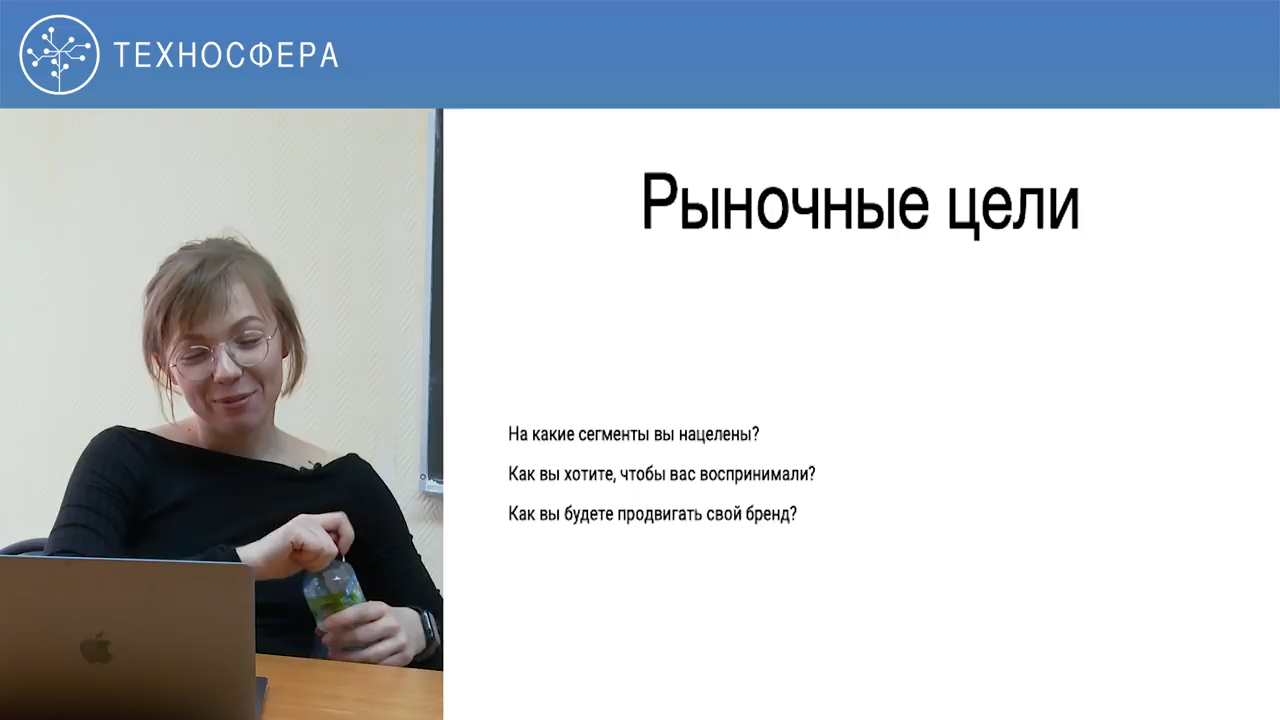 ТЕХНОСФЕРА
Рыночные цели
На какие сегменты вы нацелены?
Как вы хотите, чтобы вас воспринимали?
Как вы будете продвигать свой бренд?